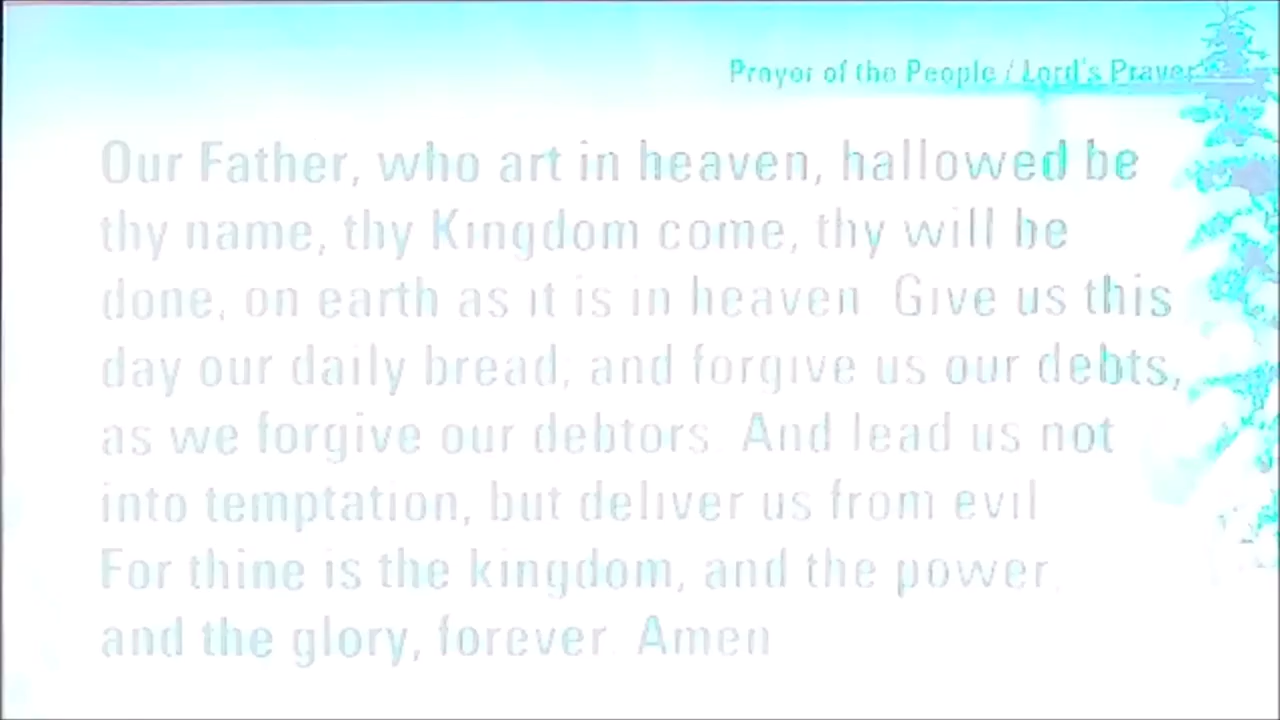 Prayer of the People / Lord's Prayer
Our Father, who art in heaven, hallowed be
thy name, thy Kingdom come, thy will be
done, on earth as it is in heaven. Give us this
day our daily bread; and forgive us our debts,
as we forgive our debtors. And lead us not
into temptation, but deliver us from evil
For thine is the kingdom, and the power,
and the glory, forever. Amen